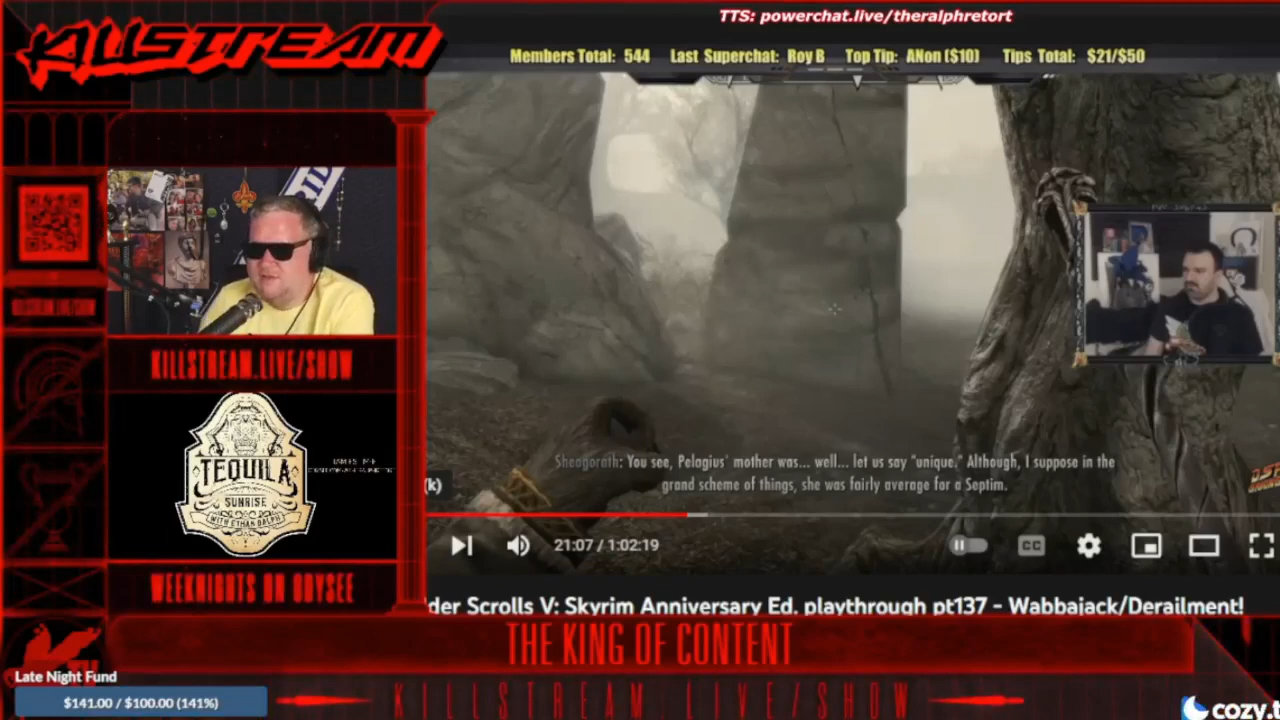 TTS: powerchat.live/theralphretort
KILLSTREAM
Members Total: 544 Last Superchat: Roy B Top Tip: ANon ($10) Tips Total: $21/$50
KILLSTREAM.LIVE/SHOW
KILLSTREAM.LIVE/SHOW
TEQUILA
SUNRISE
WITH ETHAN RALPH
Sheogorath: You see, Pelagius' mother was... well... let us say "unique." Although, I suppose in the
grand scheme of things, she was fairly average for a Septim.
(k)
21:07 / 1:02:19
CC
WEEKNIGHTS ON ODYSEE
der Scrolls V: Skyrim Anniversary Ed. playthrough pt137 - Wabbajack/Derailment!
THE KING OF CONTENT
Late Night Fund
$141.00 / $100.00 (141%)
KILLSTREAM LIVE/SHOW
cozy.t